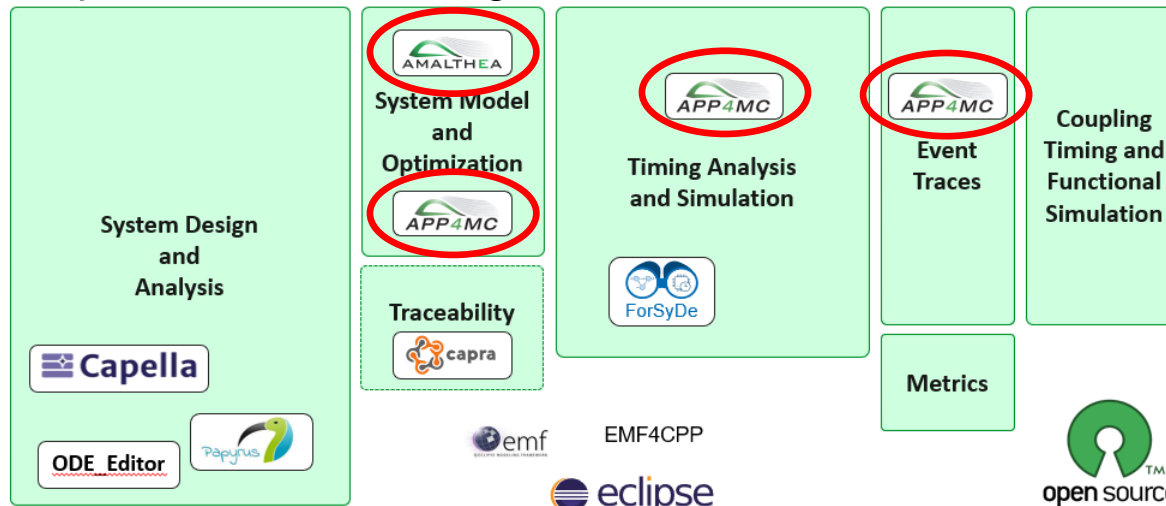 System Design
and
Analysis
Capella
ODE_Editor
Papyrus
AMALTHEA
System Model
and
Optimization
APP4MC
Traceability
capra
APP4MC
Timing Analysis
and Simulation
ForSyDe
APP4MC
Event
Traces
Metrics
Coupling
Timing and
Functional
Simulation
emf
EMF4CPP
eclipse
open source
TM